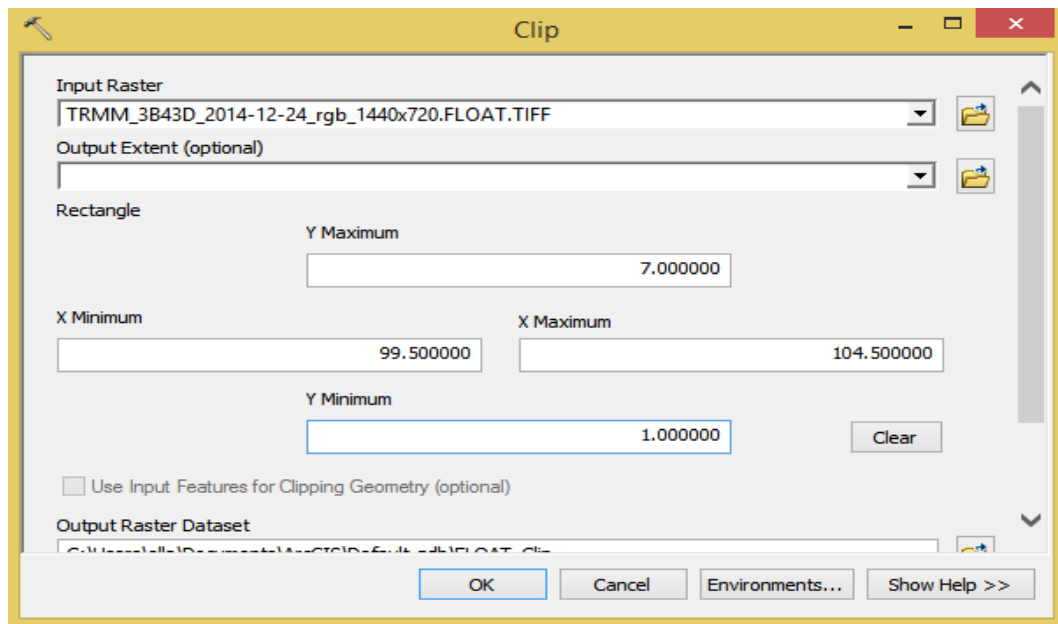 Clip
Input Raster
TRMM_3B43D_2014-12-24_rgb_1440x720.FLOAT.TIFF
Output Extent (optional)
Rectangle
Y Maximum
7.000000
X Minimum
X Maximum
99.500000
104.500000
Y Minimum
1.000000
Clear
Use Input Features for Clipping Geometry (optional)
Output Raster Dataset
OK
Cancel
Environments...
Show Help >>